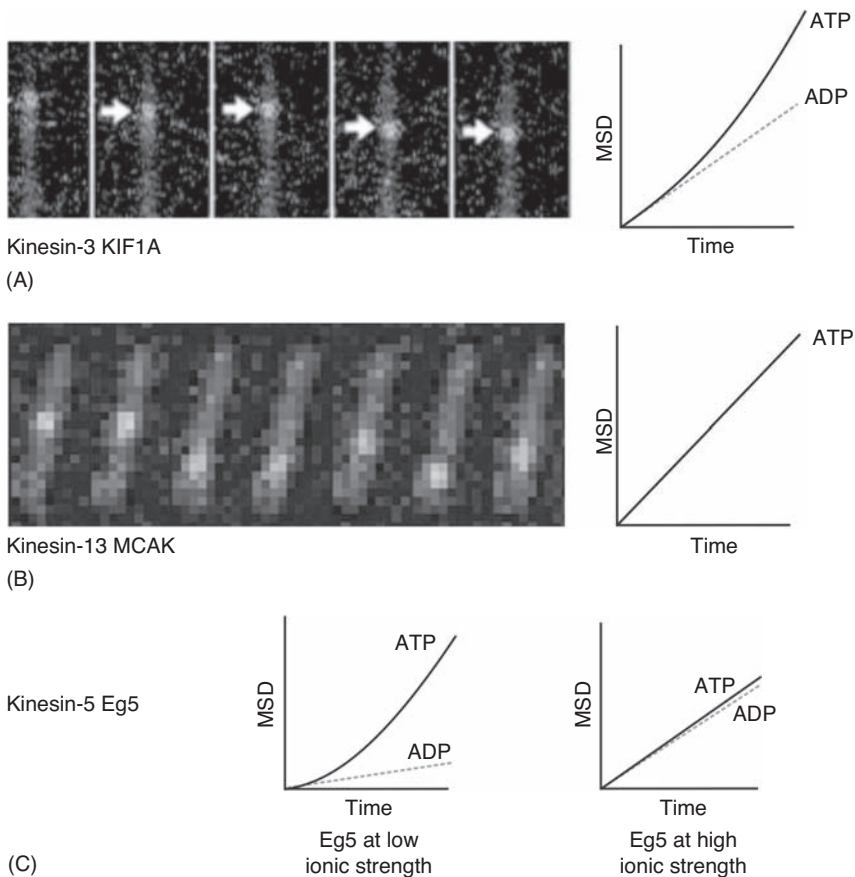 ATP
ADP
MSD
Time
Kinesin-3 KIF1A
(A)
ATP
MSD
Time
Kinesin-13 MCAK
(B)
Kinesin-5 Eg5
ATP
ADP
MSD
Time
Eg5 at low
ionic strength
ATP
ADP
MSD
Time
Eg5 at high
ionic strength
(C)